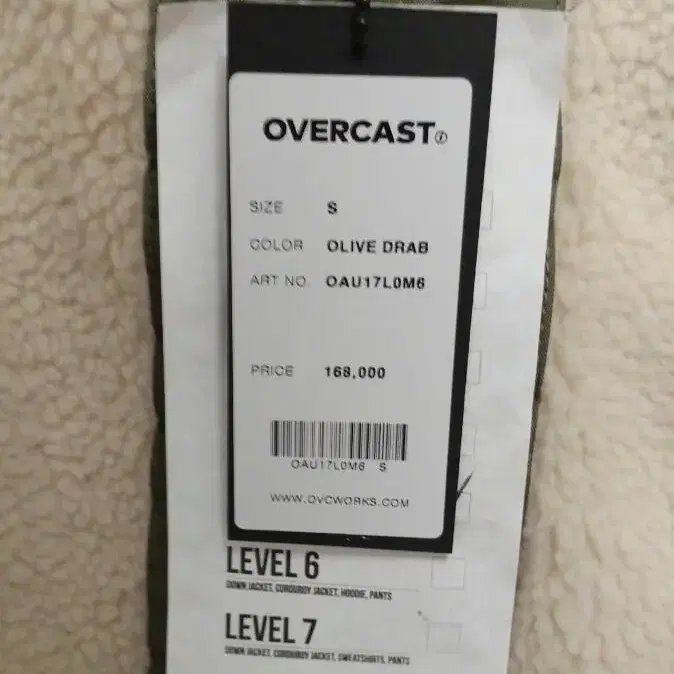 OVERCAST
SIZE S
COLOR OLIVE DRAB
ART NO. OAU17L0M6
PRICE 168,000
OAU17L0M6 S
WWW.OVCWORKS.COM
LEVEL 6
DOWN JACKET, CORDUROY JACKET, HOODIE, PANTS
LEVEL 7
DOWN JACKET, CORDUROY JACKET, SWEATSHIRTS, PANTS